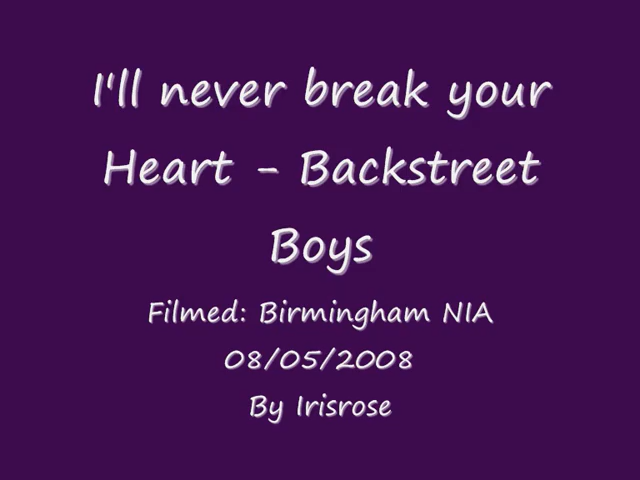 I'll never break your
Heart - Backstreet
Boys
Filmed: Birmingham NIA
08/05/2008
By Irisrose